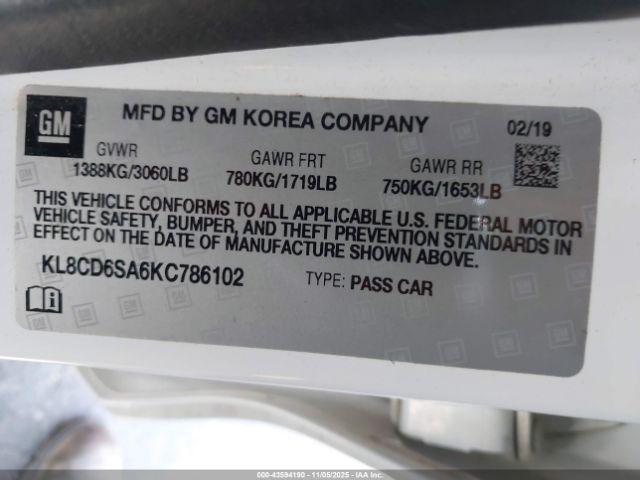 GM MFD BY GM KOREA COMPANY 02/19
GVWR GAWR FRT GAWR RR
1388KG/3060LB 780KG/1719LB 750KG/1653LB
THIS VEHICLE CONFORMS TO ALL APPLICABLE U.S. FEDERAL MOTOR
VEHICLE SAFETY, BUMPER, AND THEFT PREVENTION STANDARDS IN
EFFECT ON THE DATE OF MANUFACTURE SHOWN ABOVE.
KL8CD6SA6KC786102 TYPE: PASS CAR
000-43594190 - 11/05/2025 - IAAI.COM